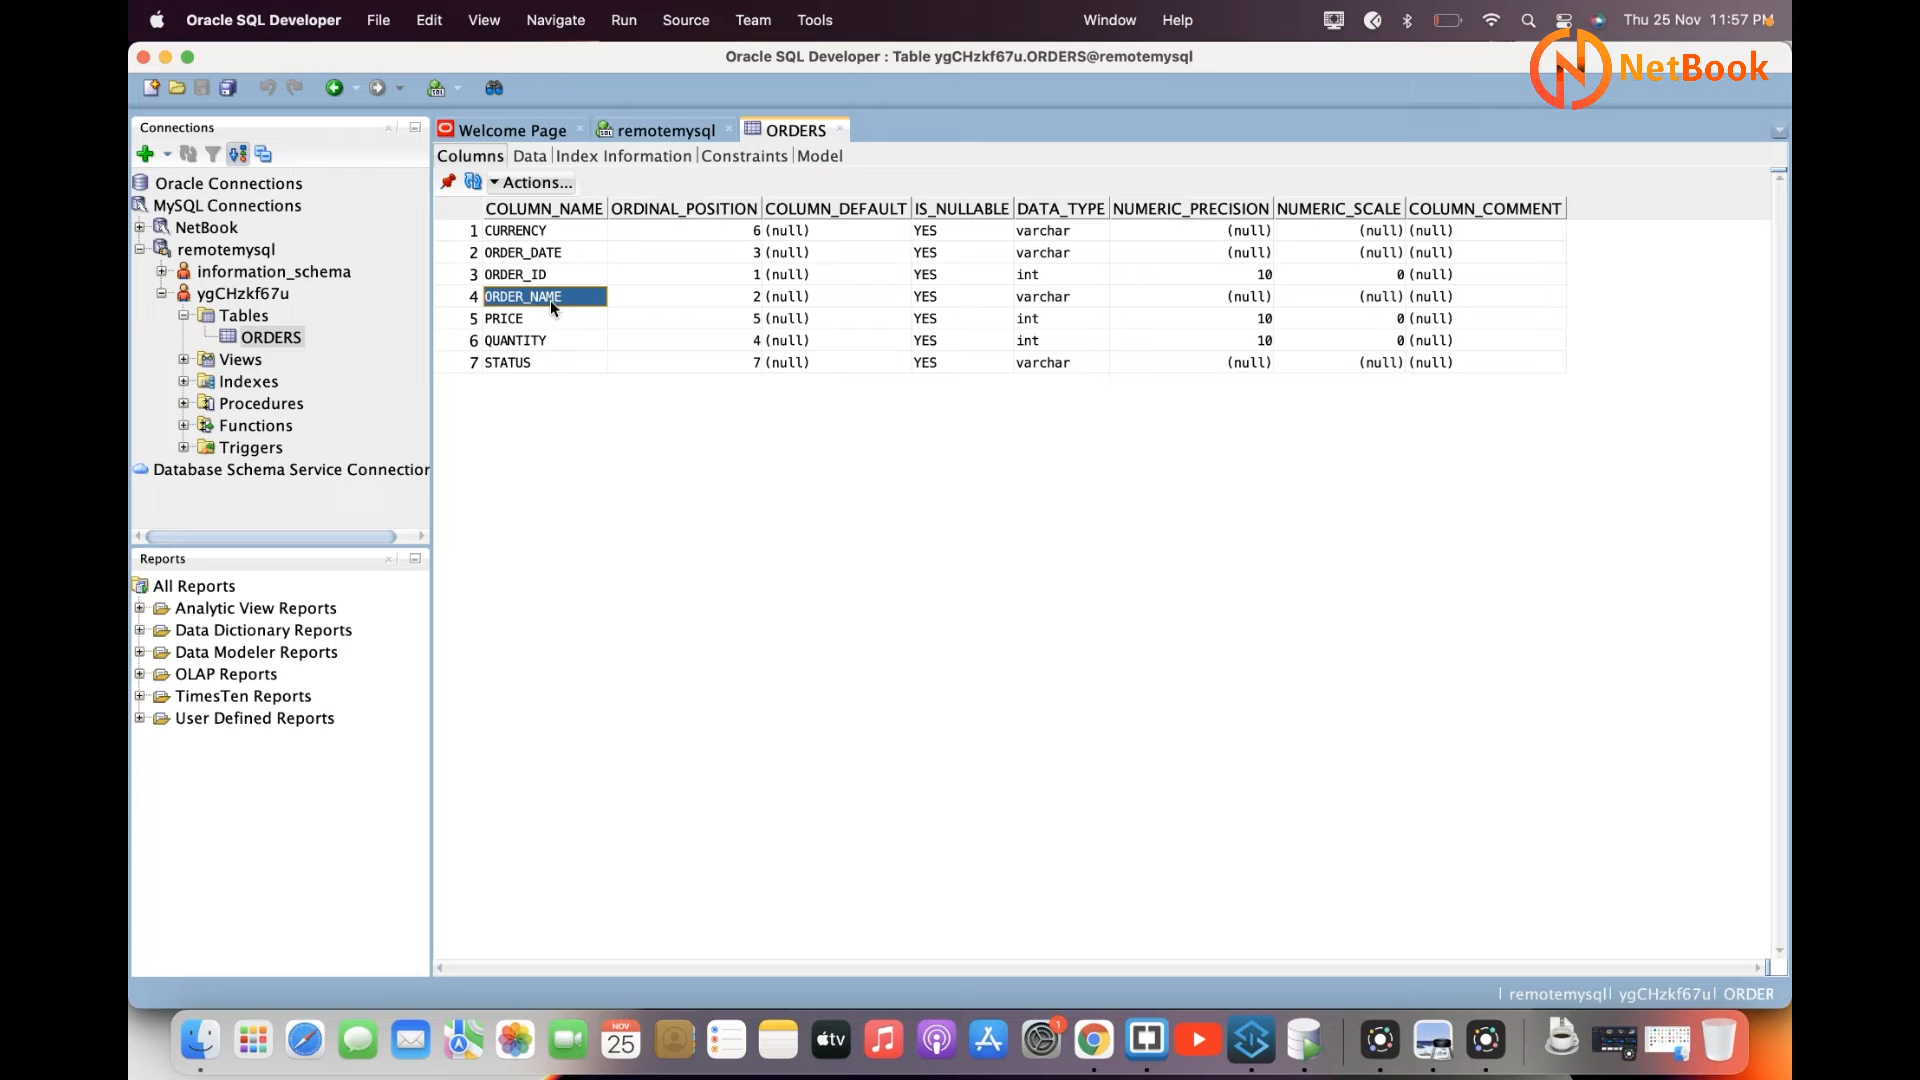 Oracle SQL Developer File Edit View Navigate Run Source Team Tools Window Help Thu 25 Nov 11:57 PM
Oracle SQL Developer : Table ygCHzkf67u.ORDERS@remotemysql
NetBook
Connections
Oracle Connections
MySQL Connections
NetBook
remotemysql
information_schema
ygCHzkf67u
Tables
ORDERS
Views
Indexes
Procedures
Functions
Triggers
Database Schema Service Connection
Reports
All Reports
Analytic View Reports
Data Dictionary Reports
Data Modeler Reports
OLAP Reports
TimesTen Reports
User Defined Reports
Welcome Page remotemysql ORDERS
Columns Data Index Information Constraints Model
Actions...
COLUMN_NAME ORDINAL_POSITION COLUMN_DEFAULT IS_NULLABLE DATA_TYPE NUMERIC_PRECISION NUMERIC_SCALE COLUMN_COMMENT
1 CURRENCY 6 (null) YES varchar (null) (null) (null)
2 ORDER_DATE 3 (null) YES varchar (null) (null) (null)
3 ORDER_ID 1 (null) YES int 10 0 (null)
4 ORDER_NAME 2 (null) YES varchar (null) (null) (null)
5 PRICE 5 (null) YES int 10 0 (null)
6 QUANTITY 4 (null) YES int 10 0 (null)
7 STATUS 7 (null) YES varchar (null) (null) (null)
remotemysql ygCHzkf67u ORDER
NOV
25
tv
1